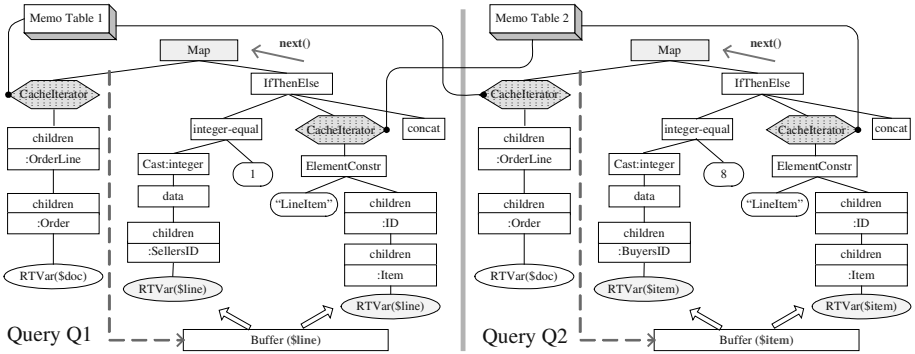 Memo Table 1
Map
next()
CacheIterator
IfThenElse
children
:OrderLine
integer-equal
CacheIterator
concat
Cast:integer
1
ElementConstr
data
"LineItem"
children
:ID
children
:Order
children
:SellersID
children
:Item
RTVar($doc)
RTVar($line)
RTVar($line)
Query Q1
Buffer ($line)
Memo Table 2
Map
next()
CacheIterator
IfThenElse
children
:OrderLine
integer-equal
CacheIterator
concat
Cast:integer
8
ElementConstr
data
"LineItem"
children
:ID
children
:Order
children
:BuyersID
children
:Item
RTVar($doc)
RTVar($item)
RTVar($item)
Query Q2
Buffer ($item)